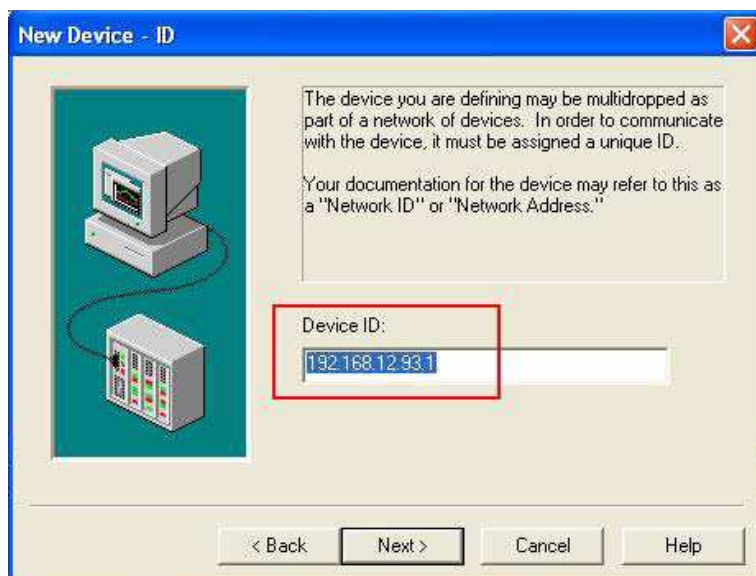 New Device - ID
The device you are defining may be multidropped as
part of a network of devices. In order to communicate
with the device, it must be assigned a unique ID.
Your documentation for the device may refer to this as
a "Network ID" or "Network Address."
Device ID:
192.168.12.93.1
< Back Next > Cancel Help